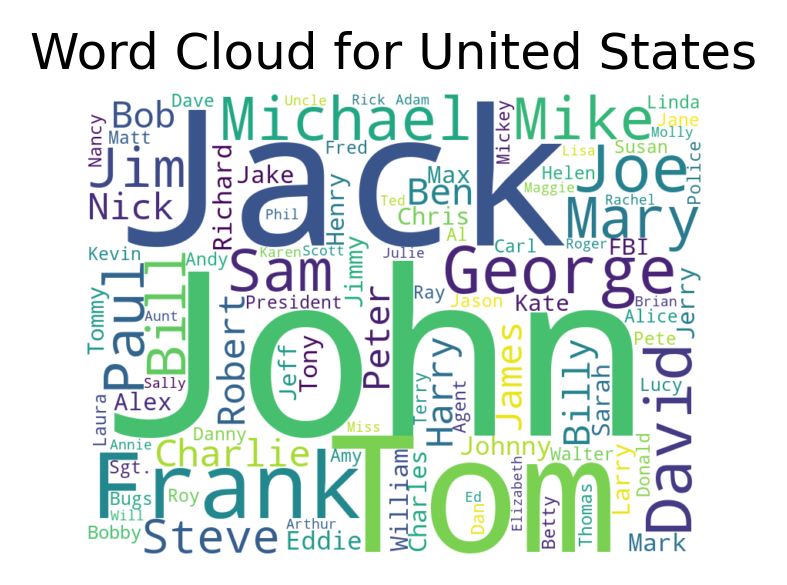 Word Cloud for United States
Dave Uncle Rick Adam Linda
Bob Michael Mickey Mike Jane
Nancy Matt Jack Molly
Jim Fred Lisa Susan
Richard Jake Max Helen Joe Police
Nick Henry Ben Maggie Rachel
Phil Ted Chris Mary
Al Carl Roger FBI
Kevin Andy Karen Scott Jimmy Julie
Paul Bill Sam George
Tommy President Ray Jason Kate Brian Jerry
Aunt Robert John Peter Alice
Jeff Tony Harry James Billy Pete
Sally Terry Agent Sarah Lucy David
Alex Laura
Annie Danny Miss Johnny Walter
Charlie Amy
Sgt. Frank Tom Larry Donald
Bugs Roy William Charles Ed Dan Elizabeth Betty Thomas
Will
Bobby Steve Arthur Eddie Mark